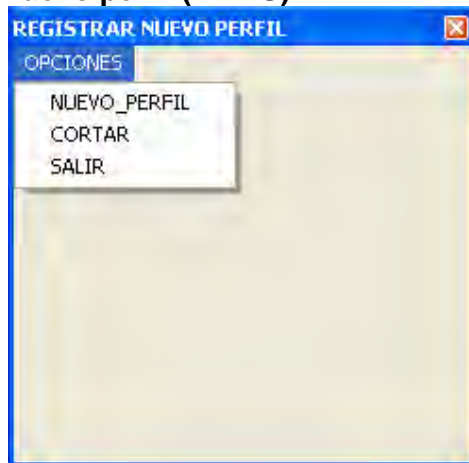 REGISTRAR NUEVO PERFIL
OPCIONES
NUEVO_PERFIL
CORTAR
SALIR